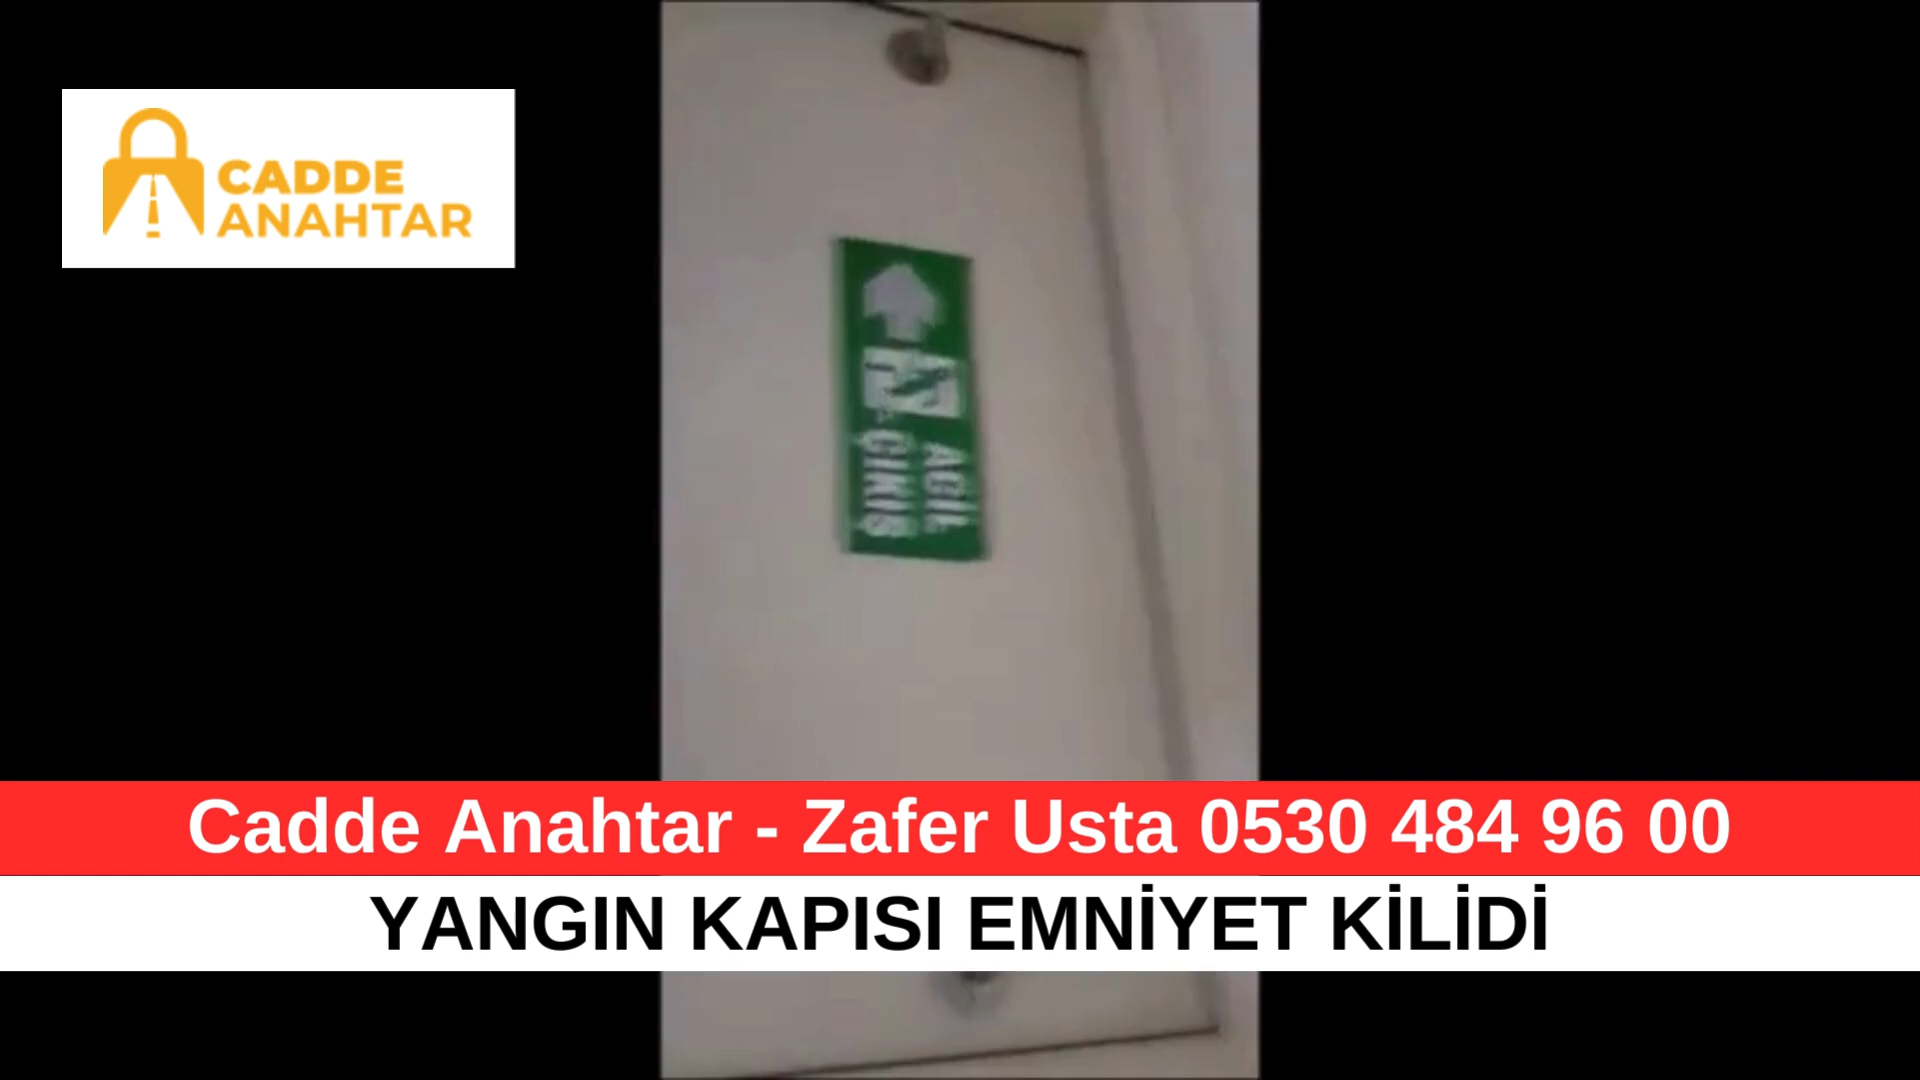 CADDE
ANAHTAR
ACİL
ÇIKIŞ
Cadde Anahtar - Zafer Usta 0530 484 96 00
YANGIN KAPISI EMNİYET KİLİDİ